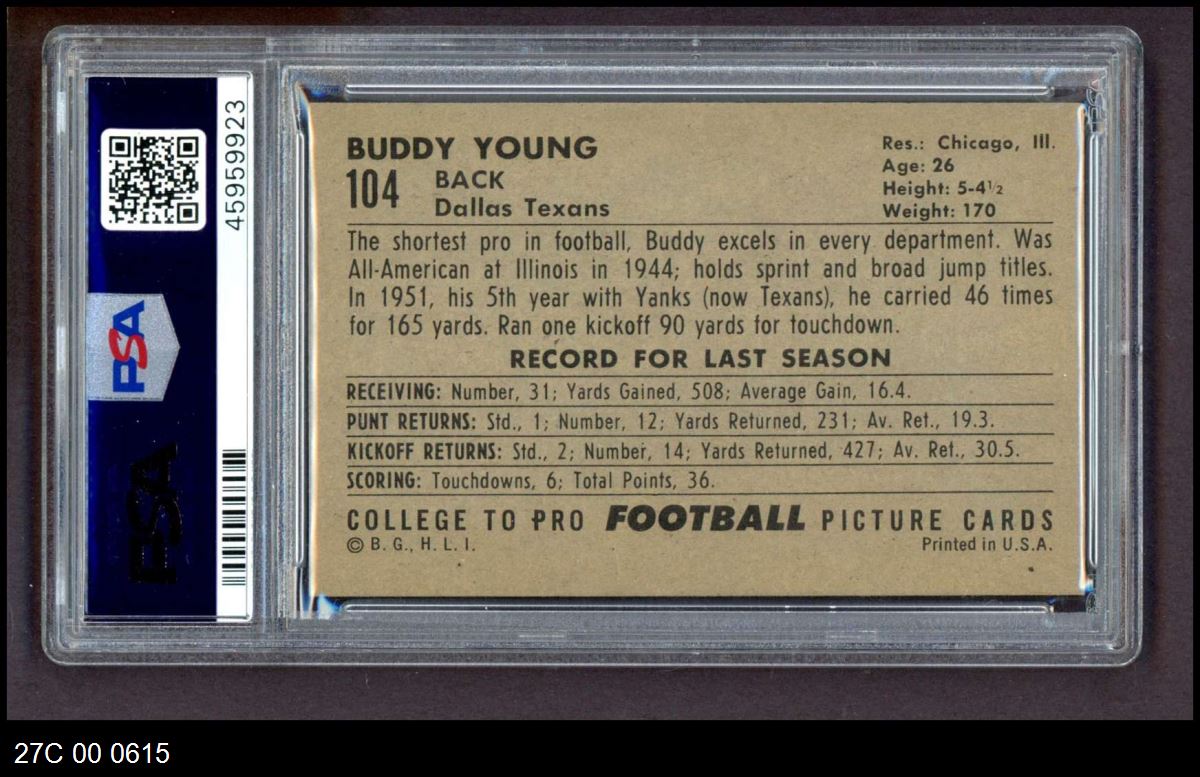 45959923
PSA
PSA
BUDDY YOUNG
104 BACK
Dallas Texans
Res.: Chicago, Ill.
Age: 26
Height: 5-4½
Weight: 170
The shortest pro in football, Buddy excels in every department. Was
All-American at Illinois in 1944; holds sprint and broad jump titles.
In 1951, his 5th year with Yanks (now Texans), he carried 46 times
for 165 yards. Ran one kickoff 90 yards for touchdown.
RECORD FOR LAST SEASON
RECEIVING: Number, 31; Yards Gained, 508; Average Gain, 16.4.
PUNT RETURNS: Std., 1; Number, 12; Yards Returned, 231; Av. Ret., 19.3.
KICKOFF RETURNS: Std., 2; Number, 14; Yards Returned, 427; Av. Ret., 30.5.
SCORING: Touchdowns, 6; Total Points, 36.
COLLEGE TO PRO FOOTBALL PICTURE CARDS
© B. G., H. L. I.
Printed in U.S.A.
27C 00 0615